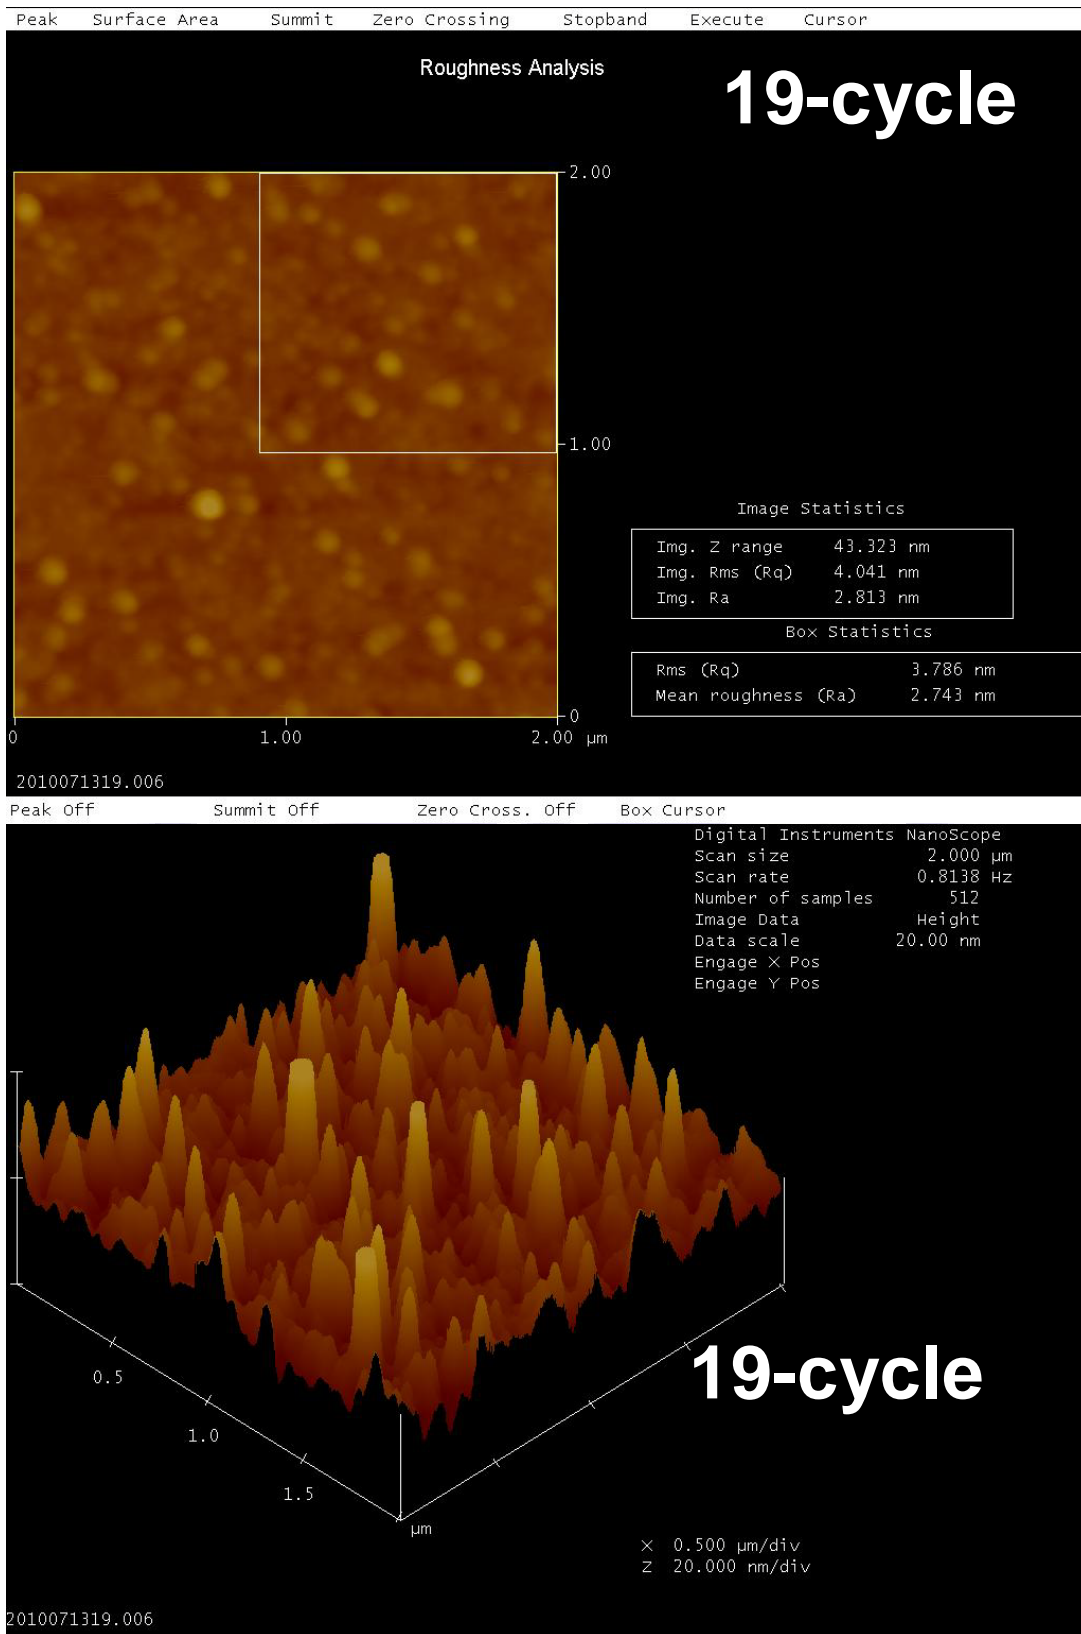 Peak Surface Area Summit Zero Crossing Stopband Execute Cursor
Roughness Analysis
19-cycle
2.00
1.00
0
0 1.00 2.00 µm
Image Statistics
Img. Z range 43.323 nm
Img. Rms (Rq) 4.041 nm
Img. Ra 2.813 nm
Box Statistics
Rms (Rq) 3.786 nm
Mean roughness (Ra) 2.743 nm
2010071319.006
Peak Off Summit Off Zero Cross. Off Box Cursor
Digital Instruments NanoScope
Scan size 2.000 µm
Scan rate 0.8138 Hz
Number of samples 512
Image Data Height
Data scale 20.00 nm
Engage X Pos
Engage Y Pos
19-cycle
0.5
1.0
1.5
µm
X 0.500 µm/div
Z 20.000 nm/div
2010071319.006